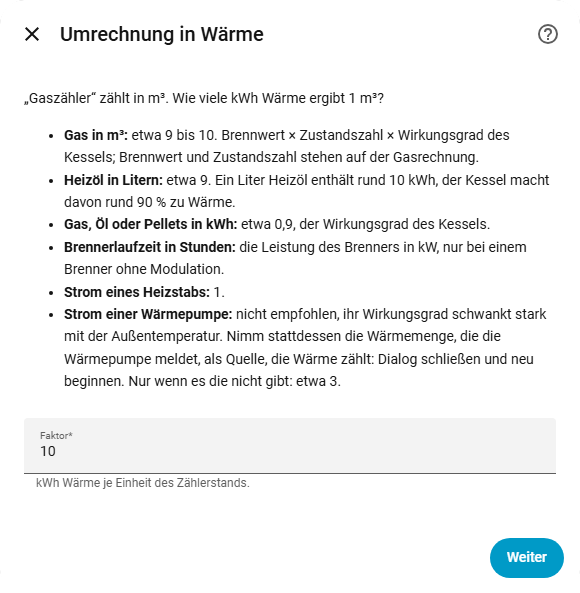 Umrechnung in Wärme
„Gaszähler“ zählt in m³. Wie viele kWh Wärme ergibt 1 m³?
• Gas in m³: etwa 9 bis 10. Brennwert × Zustandszahl × Wirkungsgrad des
Kessels; Brennwert und Zustandszahl stehen auf der Gasrechnung.
• Heizöl in Litern: etwa 9. Ein Liter Heizöl enthält rund 10 kWh, der Kessel macht
davon rund 90 % zu Wärme.
• Gas, Öl oder Pellets in kWh: etwa 0,9, der Wirkungsgrad des Kessels.
• Brennerlaufzeit in Stunden: die Leistung des Brenners in kW, nur bei einem
Brenner ohne Modulation.
• Strom eines Heizstabs: 1.
• Strom einer Wärmepumpe: nicht empfohlen, ihr Wirkungsgrad schwankt stark
mit der Außentemperatur. Nimm stattdessen die Wärmemenge, die die
Wärmepumpe meldet, als Quelle, die Wärme zählt: Dialog schließen und neu
beginnen. Nur wenn es die nicht gibt: etwa 3.
Faktor*
10
kWh Wärme je Einheit des Zählerstands.
Weiter